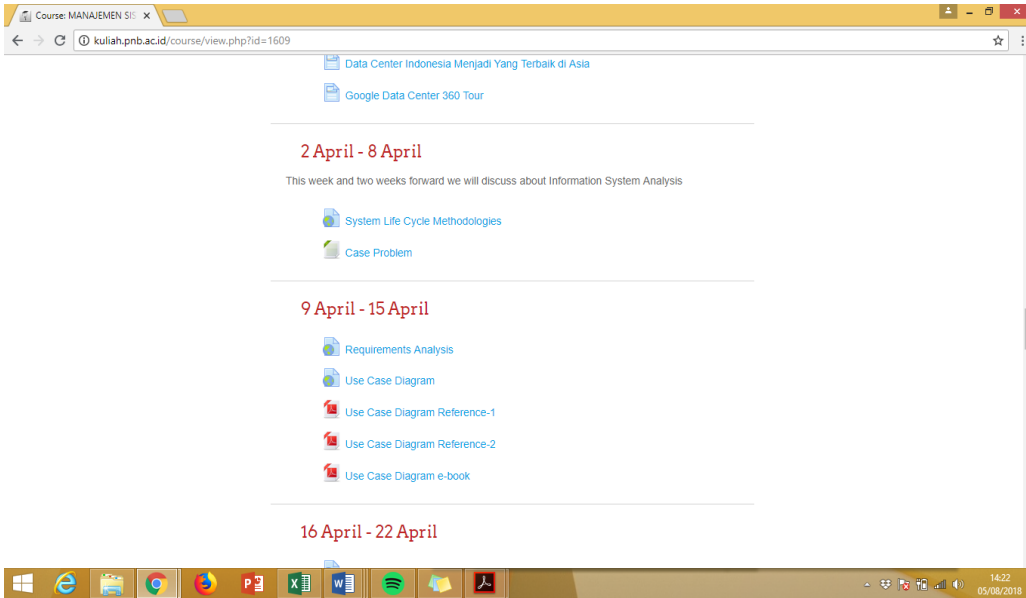 Course: MANAJEMEN SIS
kuliah.pnb.ac.id/course/view.php?id=1609
Data Center Indonesia Menjadi Yang Terbaik di Asia
Google Data Center 360 Tour
2 April - 8 April
This week and two weeks forward we will discuss about Information System Analysis
System Life Cycle Methodologies
Case Problem
9 April - 15 April
Requirements Analysis
Use Case Diagram
Use Case Diagram Reference-1
Use Case Diagram Reference-2
Use Case Diagram e-book
16 April - 22 April
14:22
05/08/2018